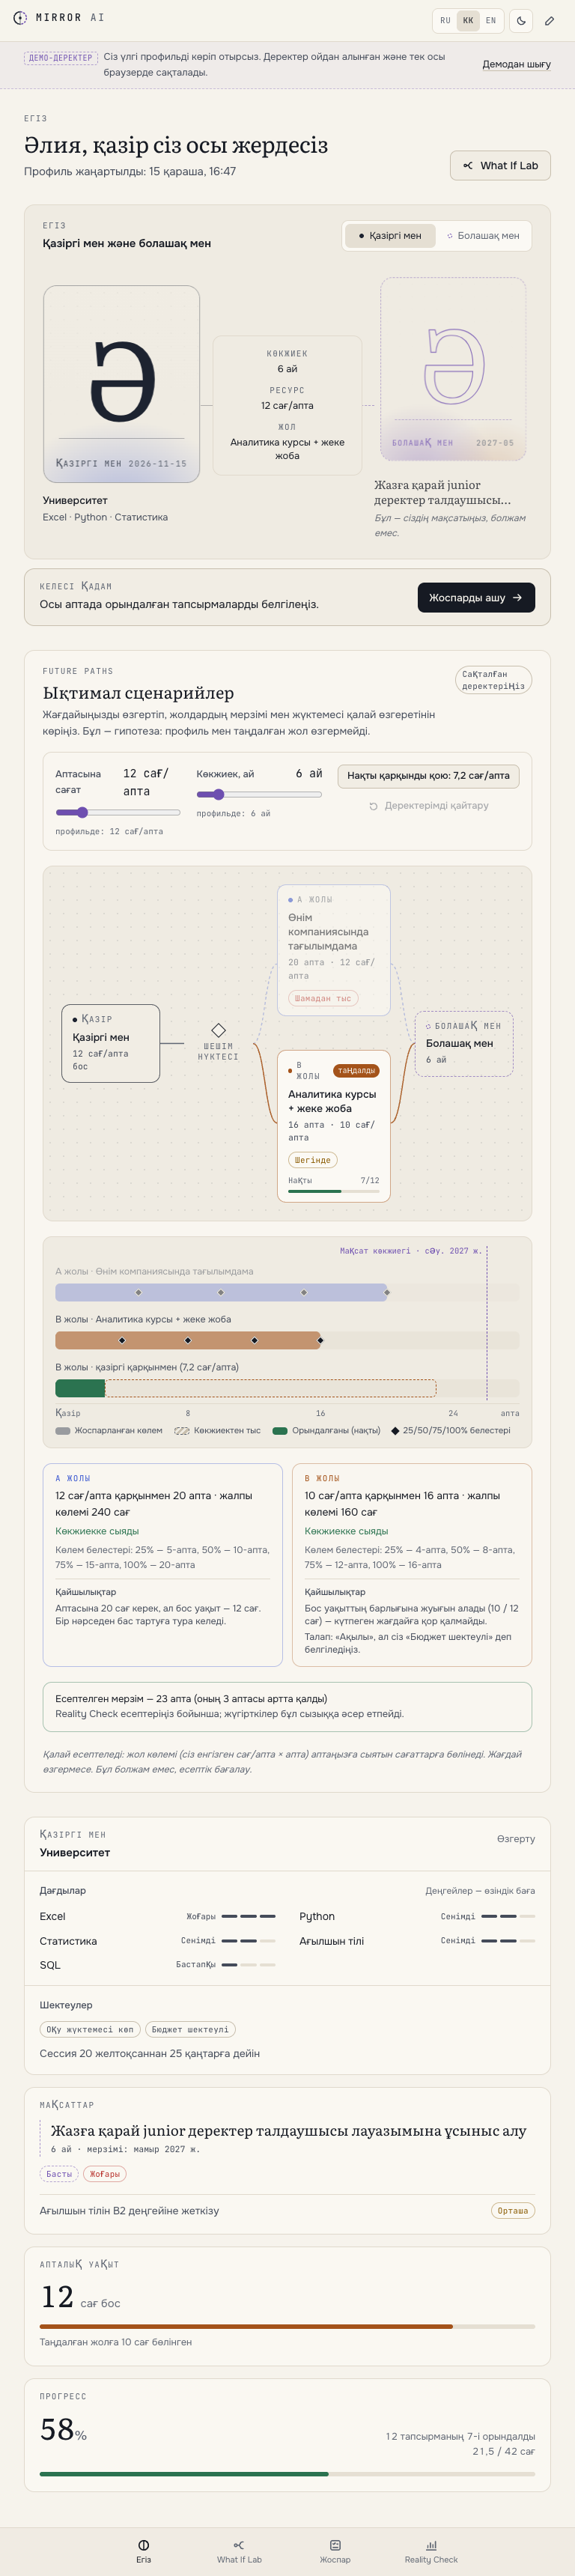 MIRROR AI
RU KK EN
ДЕМО-ДЕРЕКТЕР
Сіз үлгі профильді көріп отырсыз. Деректер ойдан алынған және тек осы
браузерде сақталады.
Демодан шығу
ЕГІЗ
Әлия, қазір сіз осы жердесіз
Профиль жаңартылды: 15 қараша, 16:47
What If Lab
ЕГІЗ
Қазіргі мен және болашақ мен
Қазіргі мен
Болашақ мен
ә
ҚАЗІРГІ МЕН 2026-11-15
КӨКЖИЕК
6 ай
РЕСУРС
12 сағ/апта
ЖОЛ
Аналитика курсы + жеке
жоба
ә
БОЛАШАҚ МЕН 2027-05
Университет
Excel · Python · Статистика
Жазға қарай junior
деректер талдаушысы...
Бұл — сіздің мақсатыңыз, болжам
емес.
КЕЛЕСІ ҚАДАМ
Осы аптада орындалған тапсырмаларды белгілеңіз.
Жоспарды ашу →
FUTURE PATHS
Ықтимал сценарийлер
Жағдайыңызды өзгертіп, жолдардың мерзімі мен жүктемесі қалай өзгеретінін
көріңіз. Бұл — гипотеза: профиль мен таңдалған жол өзгермейді.
Сақталған
деректеріңіз
Аптасына
сағат
12 сағ/
апта
профильде: 12 сағ/апта
Көкжиек, ай
6 ай
профильде: 6 ай
Нақты қарқынды қою: 7,2 сағ/апта
Деректерімді қайтару
А ЖОЛЫ
Өнім
компаниясында
тағылымдама
20 апта · 12 сағ/
апта
Шамадан тыс
ҚАЗІР
Қазіргі мен
12 сағ/апта
бос
ШЕШІМ
НҮКТЕСІ
БОЛАШАҚ МЕН
Болашақ мен
6 ай
В
ЖОЛЫ
таңдалды
Аналитика курсы
+ жеке жоба
16 апта · 10 сағ/
апта
Шегінде
Нақты 7/12
Мақсат көкжиегі · сәу. 2027 ж.
А жолы · Өнім компаниясында тағылымдама
В жолы · Аналитика курсы + жеке жоба
В жолы · қазіргі қарқынмен (7,2 сағ/апта)
Қазір 8 16 24 апта
Жоспарланған көлем
Көкжиектен тыс
Орындалғаны (нақты)
25/50/75/100% белестері
А ЖОЛЫ
12 сағ/апта қарқынмен 20 апта · жалпы
көлемі 240 сағ
Көкжиекке сыяды
Көлем белестері: 25% — 5-апта, 50% — 10-апта,
75% — 15-апта, 100% — 20-апта
Қайшылықтар
Аптасына 20 сағ керек, ал бос уақыт — 12 сағ.
Бір нәрседен бас тартуға тура келеді.
В ЖОЛЫ
10 сағ/апта қарқынмен 16 апта · жалпы
көлемі 160 сағ
Көкжиекке сыяды
Көлем белестері: 25% — 4-апта, 50% — 8-апта,
75% — 12-апта, 100% — 16-апта
Қайшылықтар
Бос уақыттың барлығына жуығын алады (10 / 12
сағ) — күтпеген жағдайға қор қалмайды.
Талап: «Ақылы», ал сіз «Бюджет шектеулі» деп
белгіледіңіз.
Есептелген мерзім — 23 апта (оның 3 аптасы артта қалды)
Reality Check есептеріңіз бойынша; жүгірткілер бұл сызыққа әсер етпейді.
Қалай есептеледі: жол көлемі (сіз енгізген сағ/апта × апта) аптаңызға сыятын сағаттарға бөлінеді. Жағдай
өзгермесе. Бұл болжам емес, есептік бағалау.
ҚАЗІРГІ МЕН
Университет
Өзгерту
Дағдылар
Деңгейлер — өзіндік баға
Excel Жоғары
Python Сенімді
Статистика Сенімді
Ағылшын тілі Сенімді
SQL Бастапқы
Шектеулер
Оқу жүктемесі көп
Бюджет шектеулі
Сессия 20 желтоқсаннан 25 қаңтарға дейін
МАҚСАТТАР
Жазға қарай junior деректер талдаушысы лауазымына ұсыныс алу
6 ай · мерзімі: мамыр 2027 ж.
Басты
Жоғары
Ағылшын тілін B2 деңгейіне жеткізу
Орташа
АПТАЛЫҚ УАҚЫТ
12 сағ бос
Таңдалған жолға 10 сағ бөлінген
ПРОГРЕСС
58%
12 тапсырманың 7-і орындалды
21,5 / 42 сағ
Егіз
What If Lab
Жоспар
Reality Check